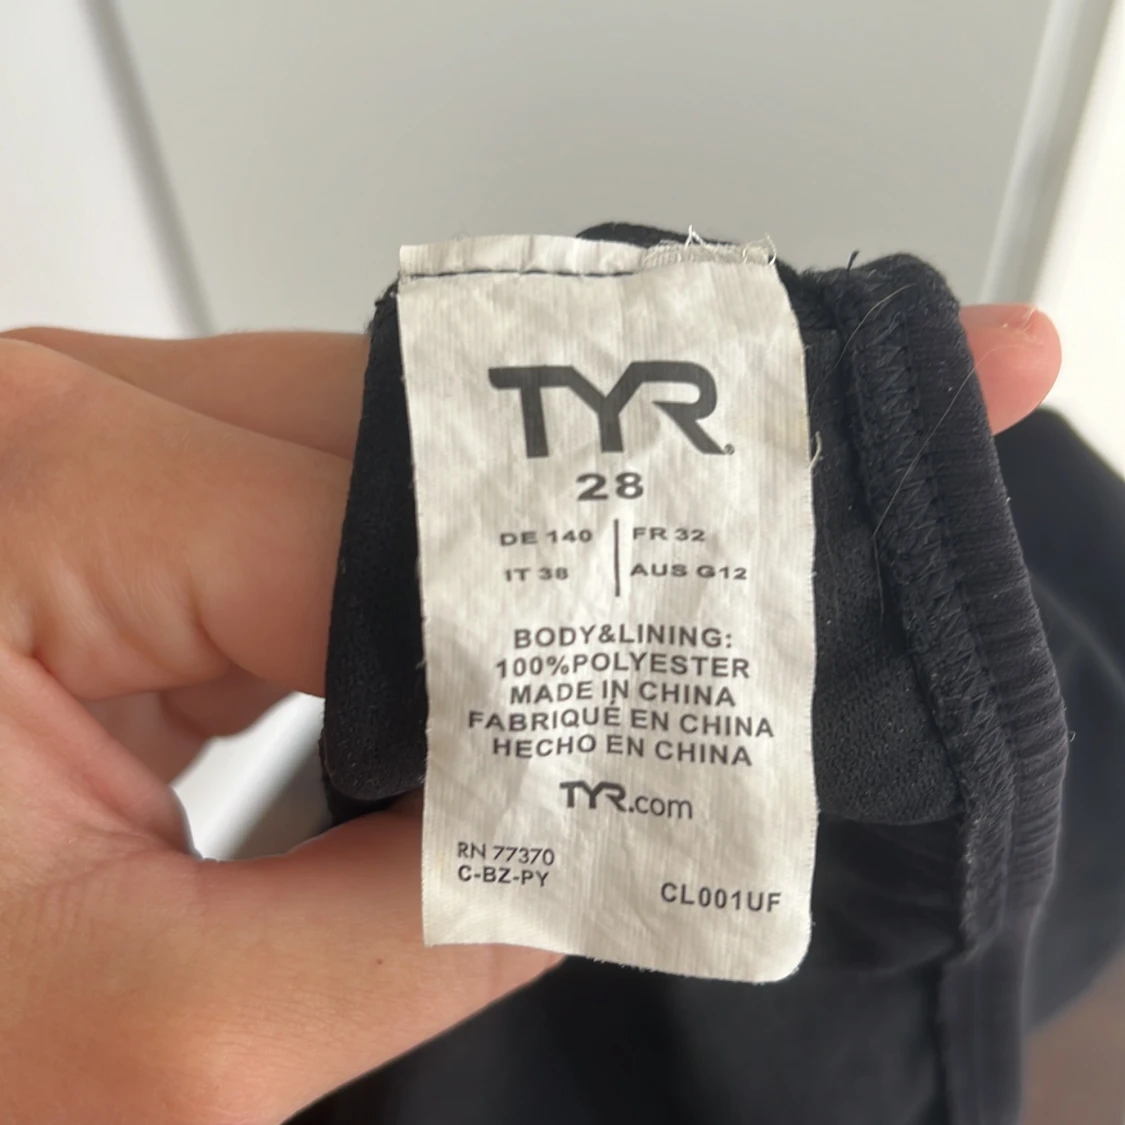 TYR
28
DE 140 FR 32
IT 38 AUS G12
BODY&LINING:
100%POLYESTER
MADE IN CHINA
FABRIQUÉ EN CHINA
HECHO EN CHINA
TYR.com
RN 77370
C-BZ-PY
CL001UF